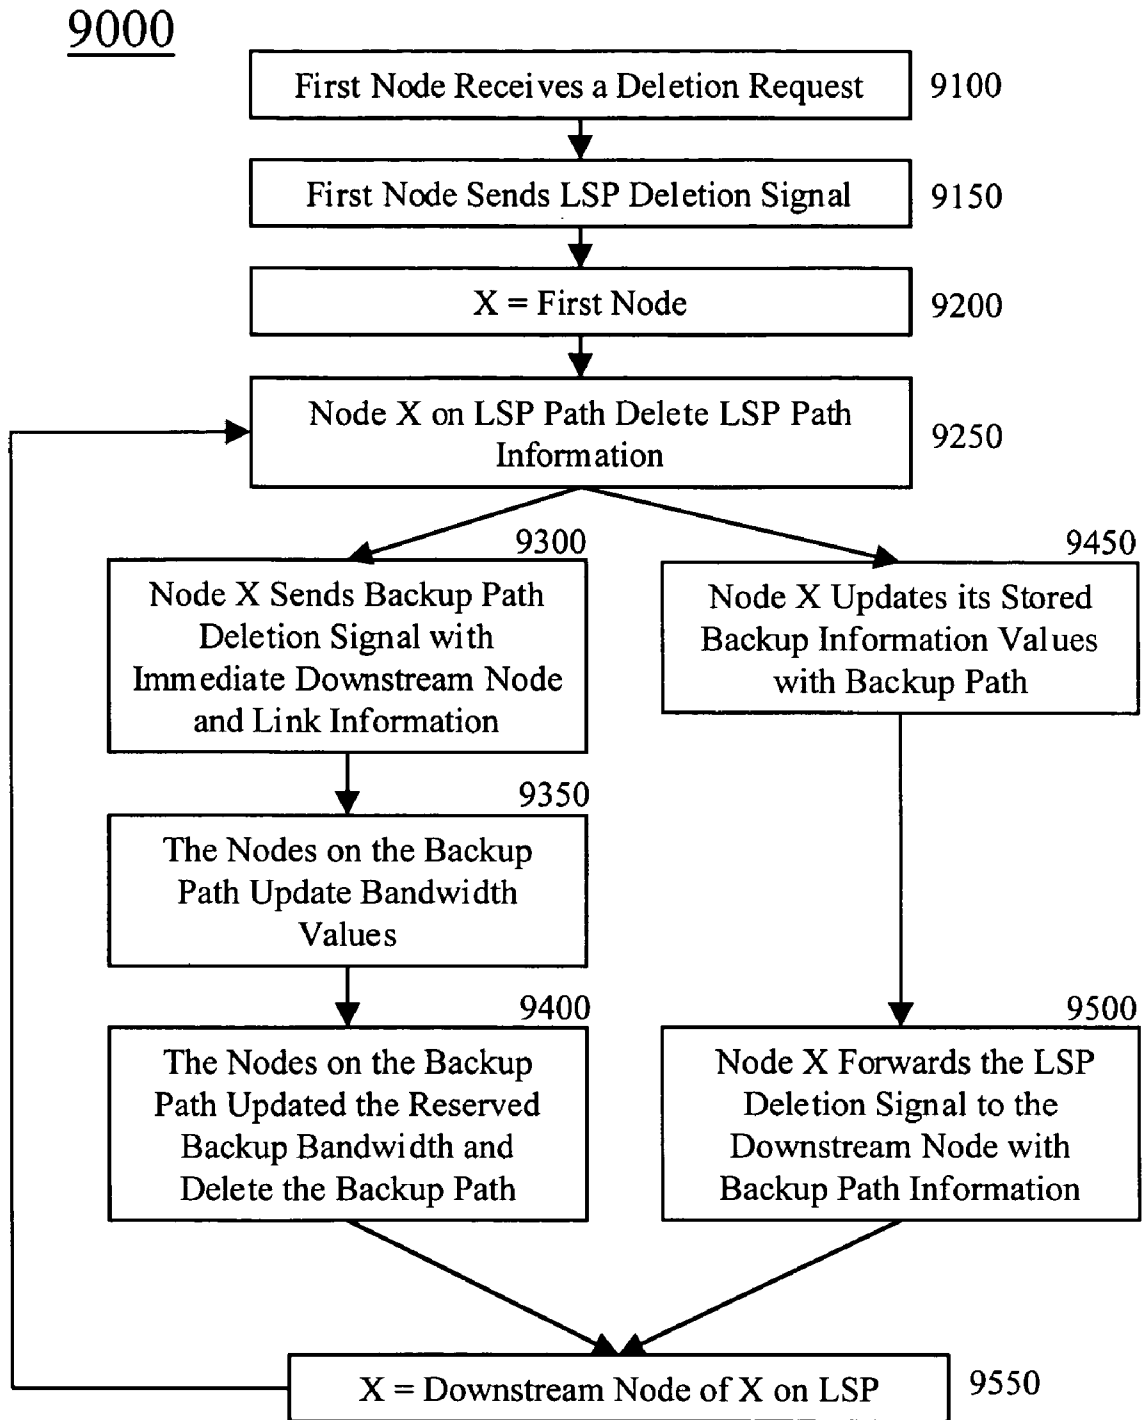 9000
First Node Receives a Deletion Request
9100
First Node Sends LSP Deletion Signal
9150
X = First Node
9200
Node X on LSP Path Delete LSP Path
Information
9250
9300
Node X Sends Backup Path
Deletion Signal with
Immediate Downstream Node
and Link Information
9450
Node X Updates its Stored
Backup Information Values
with Backup Path
9350
The Nodes on the Backup
Path Update Bandwidth
Values
9400
The Nodes on the Backup
Path Updated the Reserved
Backup Bandwidth and
Delete the Backup Path
9500
Node X Forwards the LSP
Deletion Signal to the
Downstream Node with
Backup Path Information
X = Downstream Node of X on LSP
9550